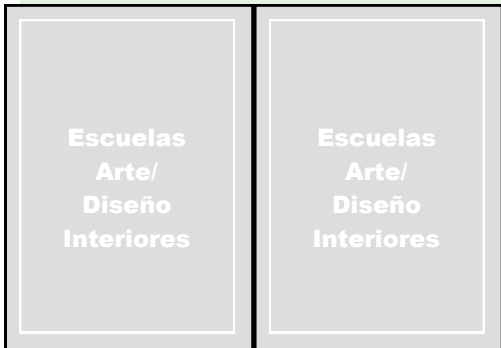 Escuelas
Arte/
Diseño
Interiores
Escuelas
Arte/
Diseño
Interiores